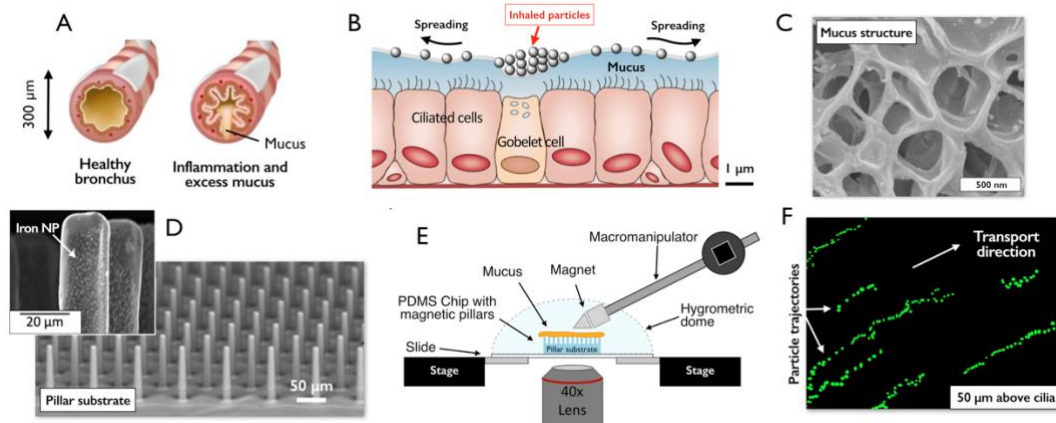 A
300 µm
Mucus
Healthy
bronchus
Inflammation and
excess mucus
B
Inhaled particles
Spreading
Spreading
Mucus
Ciliated cells
Gobelet cell
1 µm
C
Mucus structure
500 nm
D
Iron NP
20 µm
50 µm
Pillar substrate
E
Macromanipulator
Magnet
Mucus
PDMS Chip with
magnetic pillars
Hygrometric
dome
Slide
Pillar substrate
Stage
Stage
40x
Lens
F
Transport
direction
Particle trajectories
50 µm above cilia